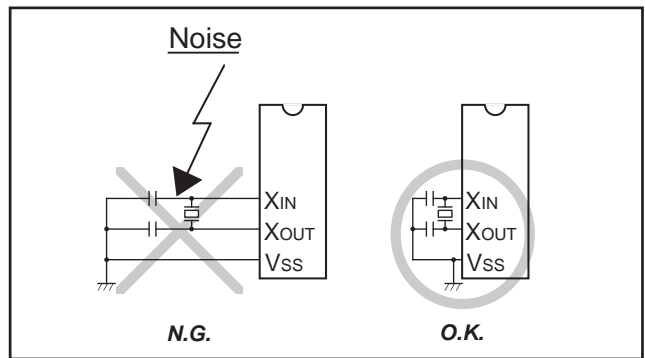 Noise
XIN
XOUT
VSS
N.G.
XIN
XOUT
VSS
O.K.